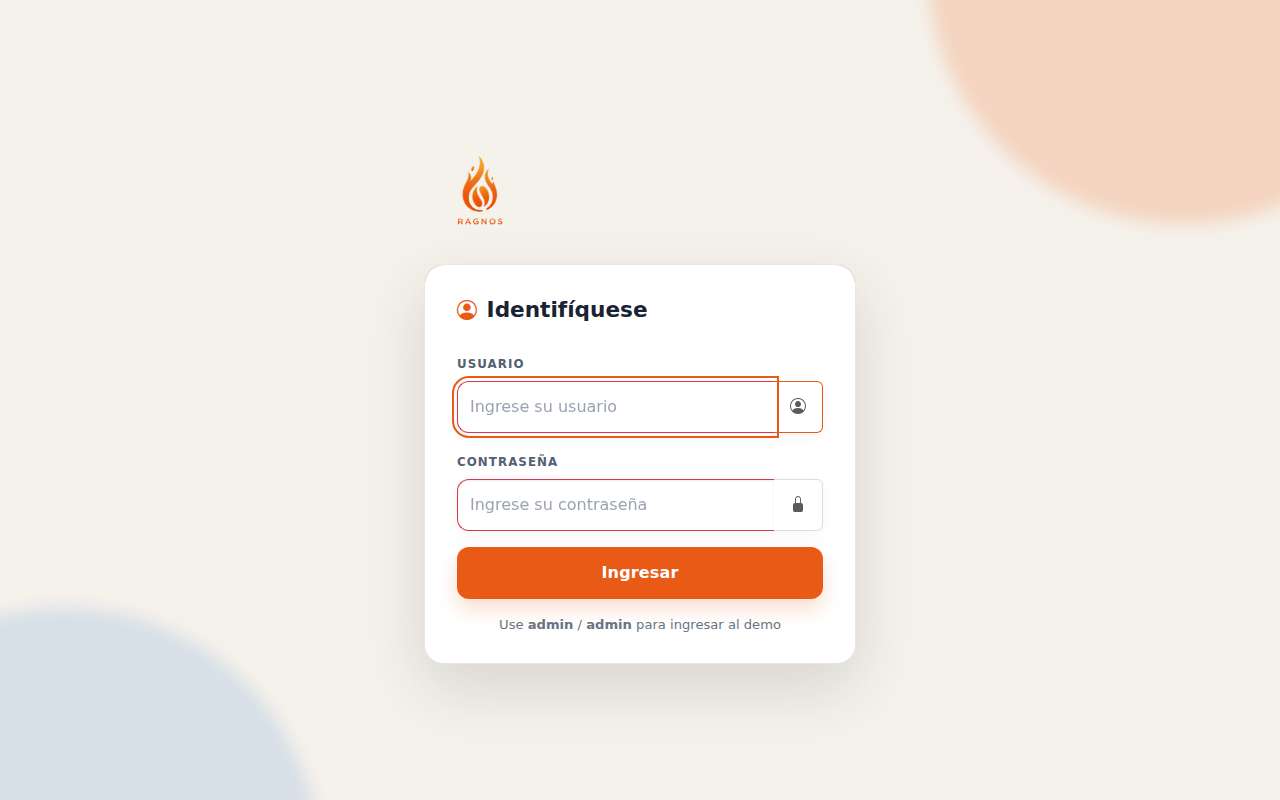 RAGNOS
Identifíquese
USUARIO
Ingrese su usuario
CONTRASEÑA
Ingrese su contraseña
Ingresar
Use admin / admin para ingresar al demo